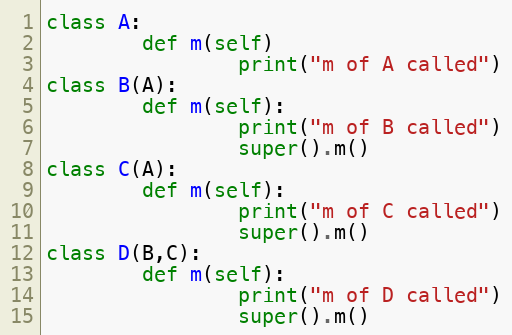 1 class A:
2         def m(self)
3                 print("m of A called")
4 class B(A):
5         def m(self):
6                 print("m of B called")
7                 super().m()
8 class C(A):
9         def m(self):
10                 print("m of C called")
11                 super().m()
12 class D(B,C):
13         def m(self):
14                 print("m of D called")
15                 super().m()